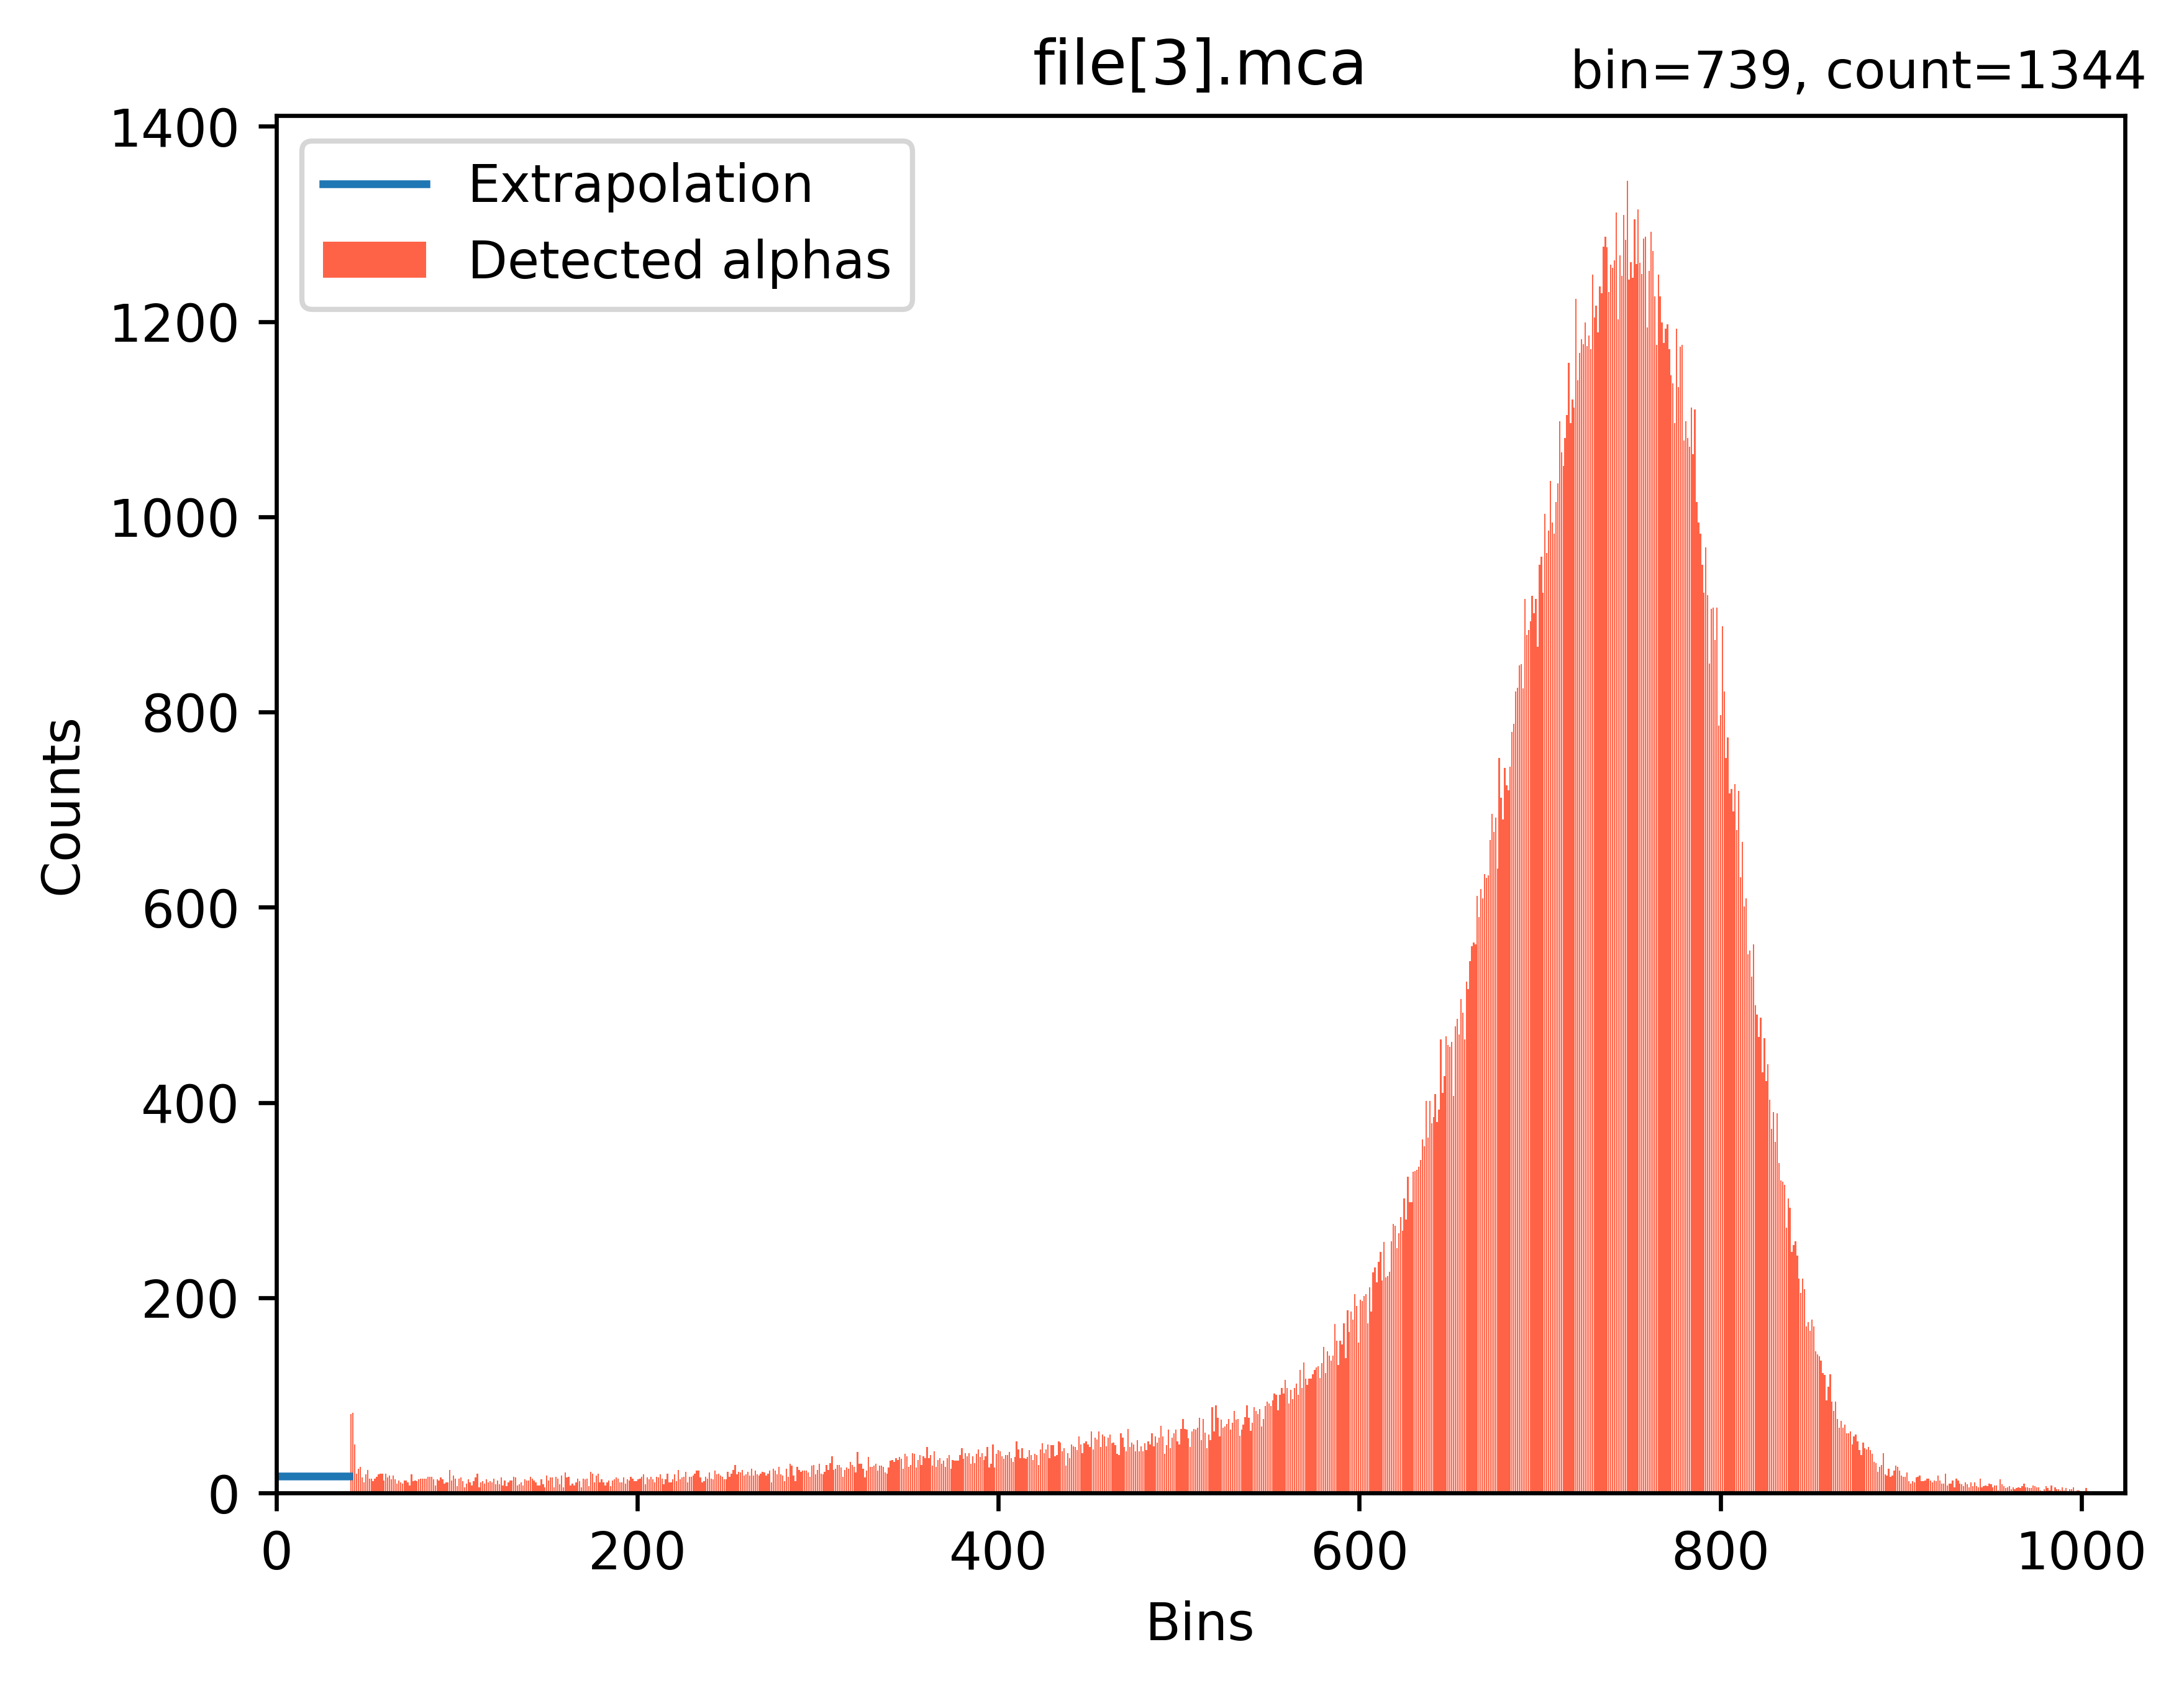 file[3].mca
bin=739, count=1344
Extrapolation
Detected alphas
1400
1200
1000
800
600
400
200
0
Counts
0 200 400 600 800 1000
Bins